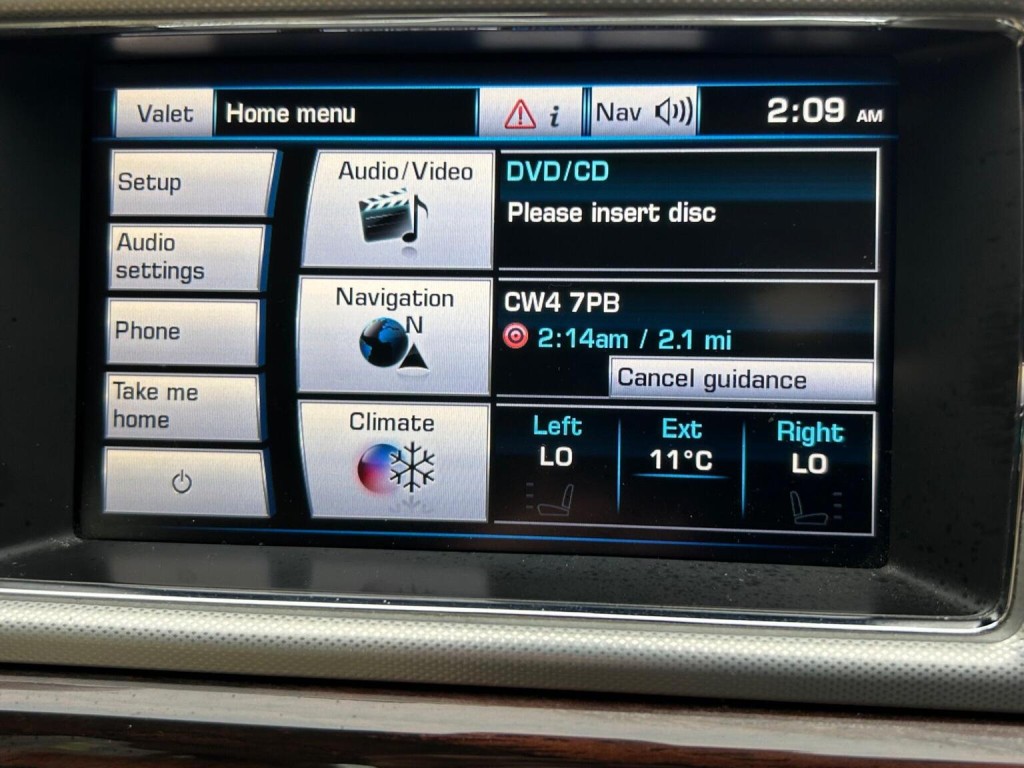 Valet
Home menu
i
Nav
2:09 AM
Setup
Audio
settings
Phone
Take me
home
Audio/Video
Navigation
N
Climate
DVD/CD
Please insert disc
CW4 7PB
2:14am / 2.1 mi
Cancel guidance
Left
LO
Ext
11°C
Right
LO